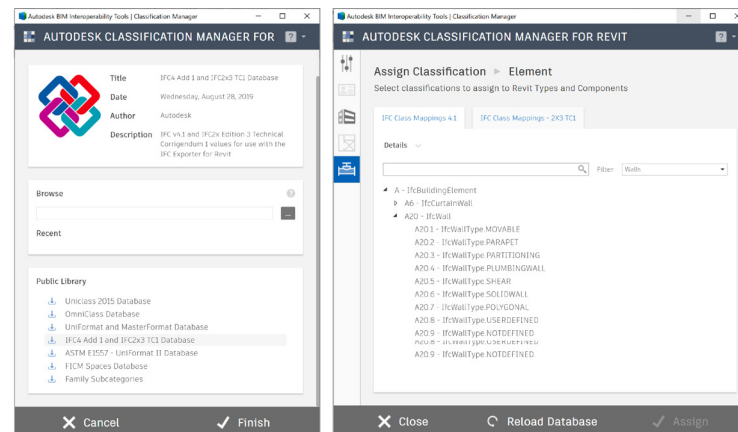 Autodesk BIM Interoperability Tools | Classification Manager
AUTODESK CLASSIFICATION MANAGER FOR
Title IFC4 Add 1 and IFC2x3 TC1 Database
Date Wednesday, August 28, 2019
Author Autodesk
Description IFC v4.1 and IFC2x Edition 3 Technical
Corrigendum 1 values for use with the
IFC Exporter for Revit
Browse
...
Recent
Public Library
Uniclass 2015 Database
OmniClass Database
UniFormat and MasterFormat Database
IFC4 Add 1 and IFC2x3 TC1 Database
ASTM E1557 - UniFormat II Database
FICM Spaces Database
Family Subcategories
Cancel Finish
Autodesk BIM Interoperability Tools | Classification Manager
AUTODESK CLASSIFICATION MANAGER FOR REVIT
Assign Classification Element
Select classifications to assign to Revit Types and Components
IFC Class Mappings 4.1 IFC Class Mappings - 2X3 TC1
Details
Filter Walls
A - IfcBuildingElement
A6 - IfcCurtainWall
A20 - IfcWall
A20.1 - IfcWallType.MOVABLE
A20.2 - IfcWallType.PARAPET
A20.3 - IfcWallType.PARTITIONING
A20.4 - IfcWallType.PLUMBINGWALL
A20.5 - IfcWallType.SHEAR
A20.6 - IfcWallType.SOLIDWALL
A20.7 - IfcWallType.POLYGONAL
A20.8 - IfcWallType.USERDEFINED
A20.9 - IfcWallType.NOTDEFINED
A20.8 - IfcWallType.USERDEFINED
A20.9 - IfcWallType.NOTDEFINED
Close Reload Database Assign